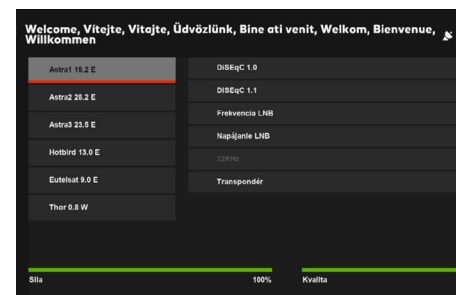 Welcome, Vítejte, Vitajte, Üdvözlünk, Bine ati venit, Welkom, Bienvenue,
Willkommen
Astra1 19.2 E
Astra2 28.2 E
Astra3 23.5 E
Hotbird 13.0 E
Eutelsat 9.0 E
Thor 0.8 W
DiSEqC 1.0
DISEqC 1.1
Frekvencia LNB
Napájanie LNB
22KHz
Transpondér
Sila
100%
Kvalita